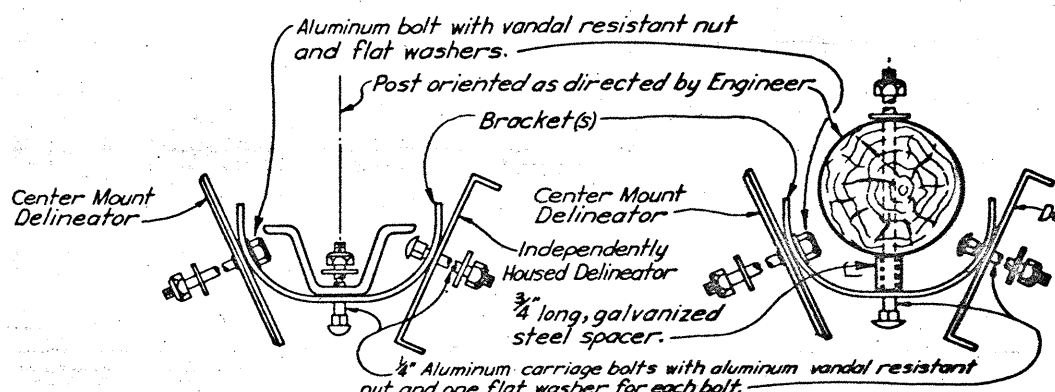 Aluminum bolt with vandal resistant nut
and flat washers.
Post oriented as directed by Engineer
Bracket(s)
Center Mount
Delineator
Center Mount
Delineator
Independently
Housed Delineator
3/4" long, galvanized
steel spacer.
1/4" Aluminum carriage bolts with aluminum vandal resistant
nut and one flat washer for each bolt.